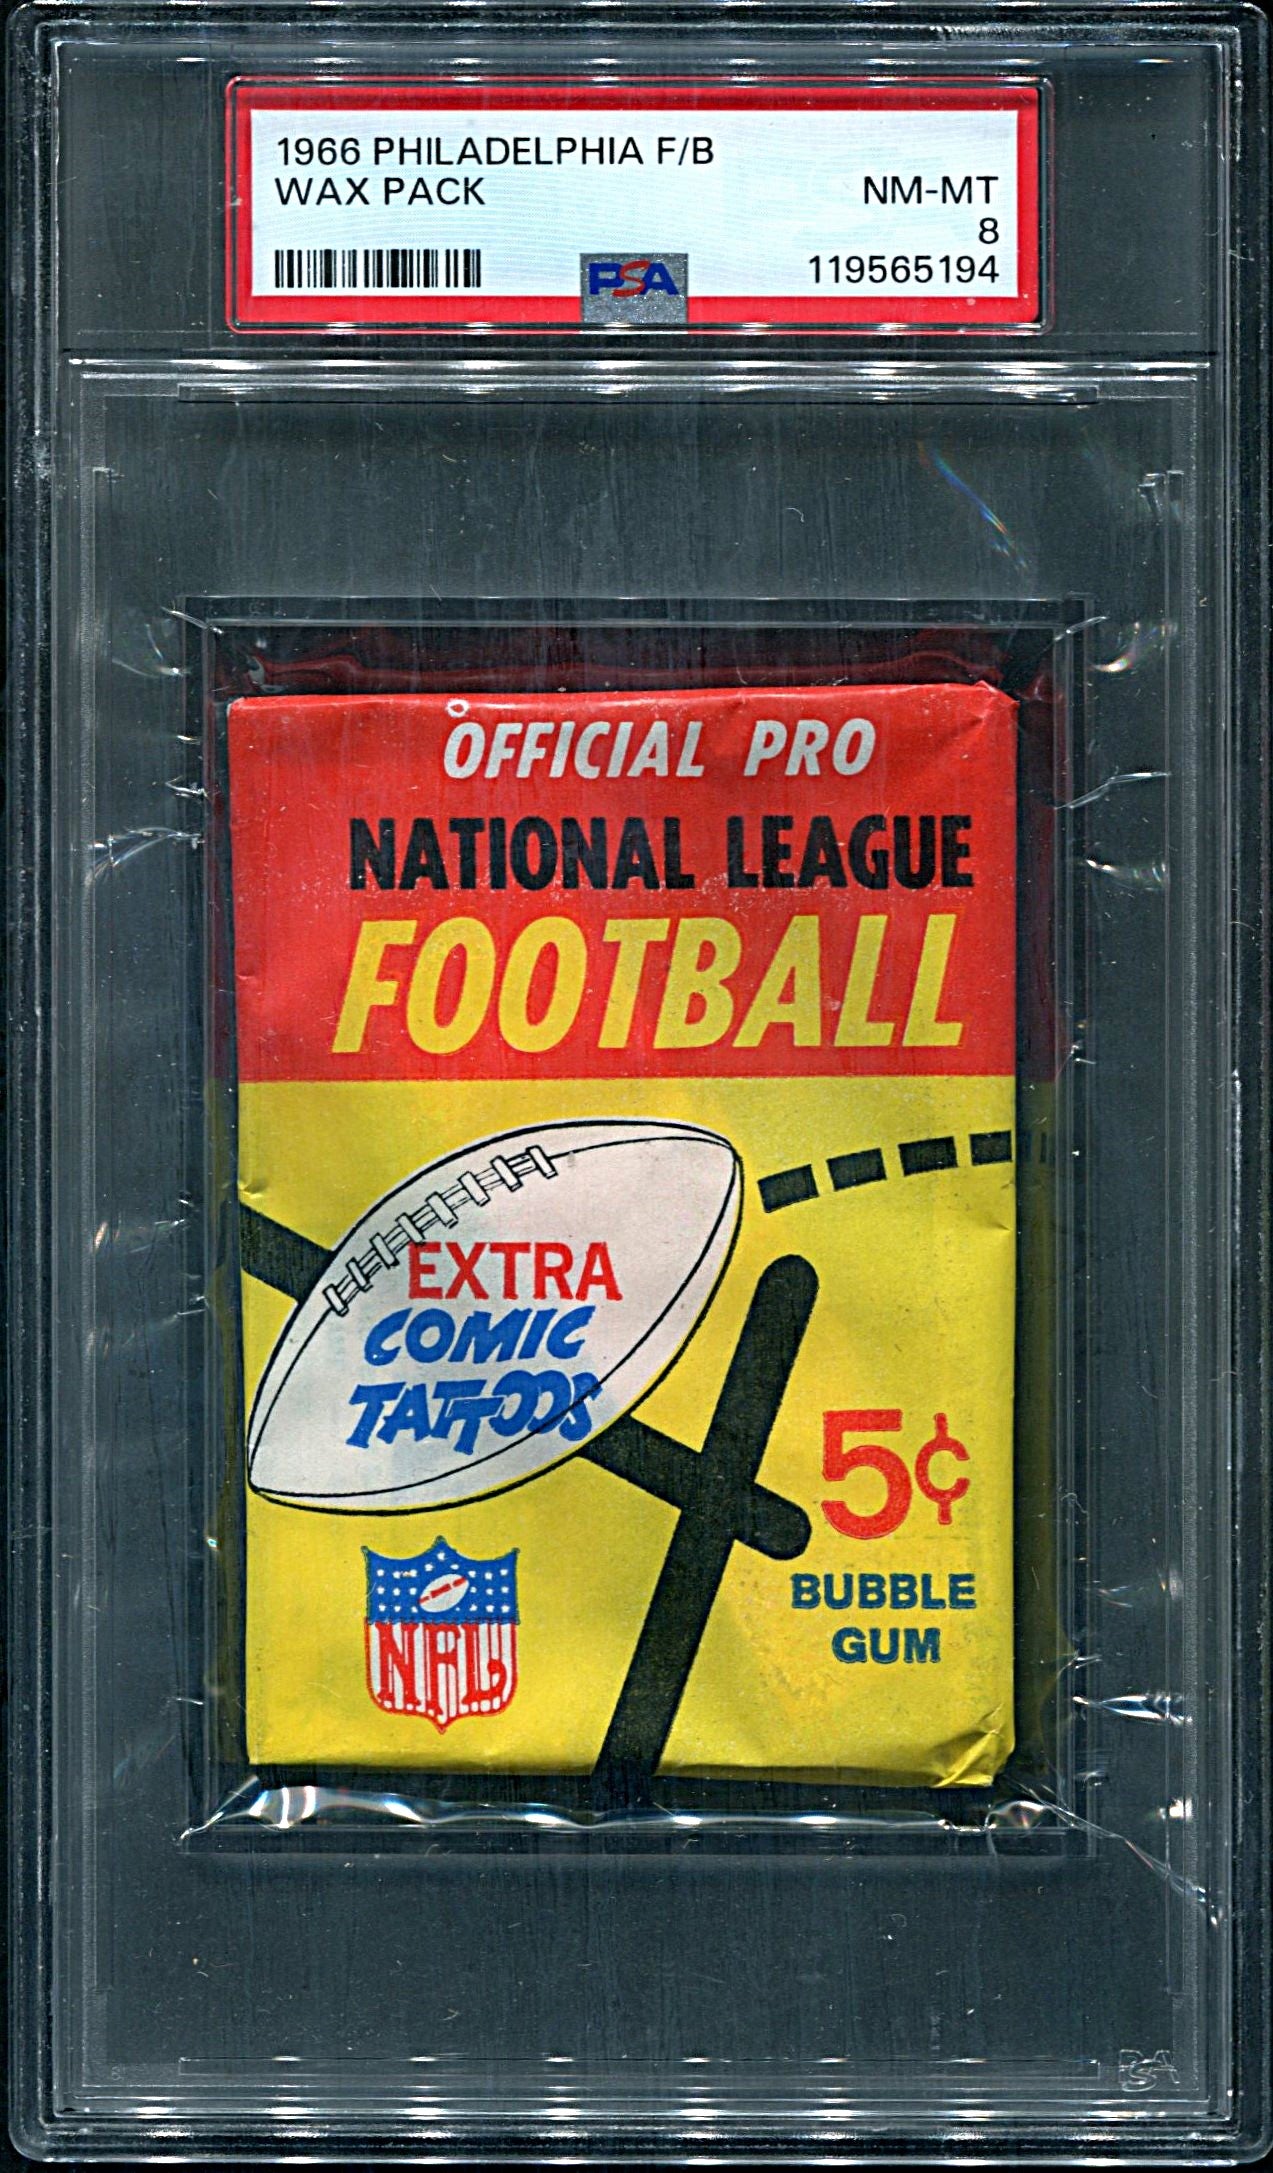 1966 PHILADELPHIA F/B
WAX PACK
NM-MT
8
PSA
119565194
OFFICIAL PRO
NATIONAL LEAGUE
FOOTBALL
EXTRA
COMIC
TATTOOS
5¢
BUBBLE
GUM
NFL
PSA